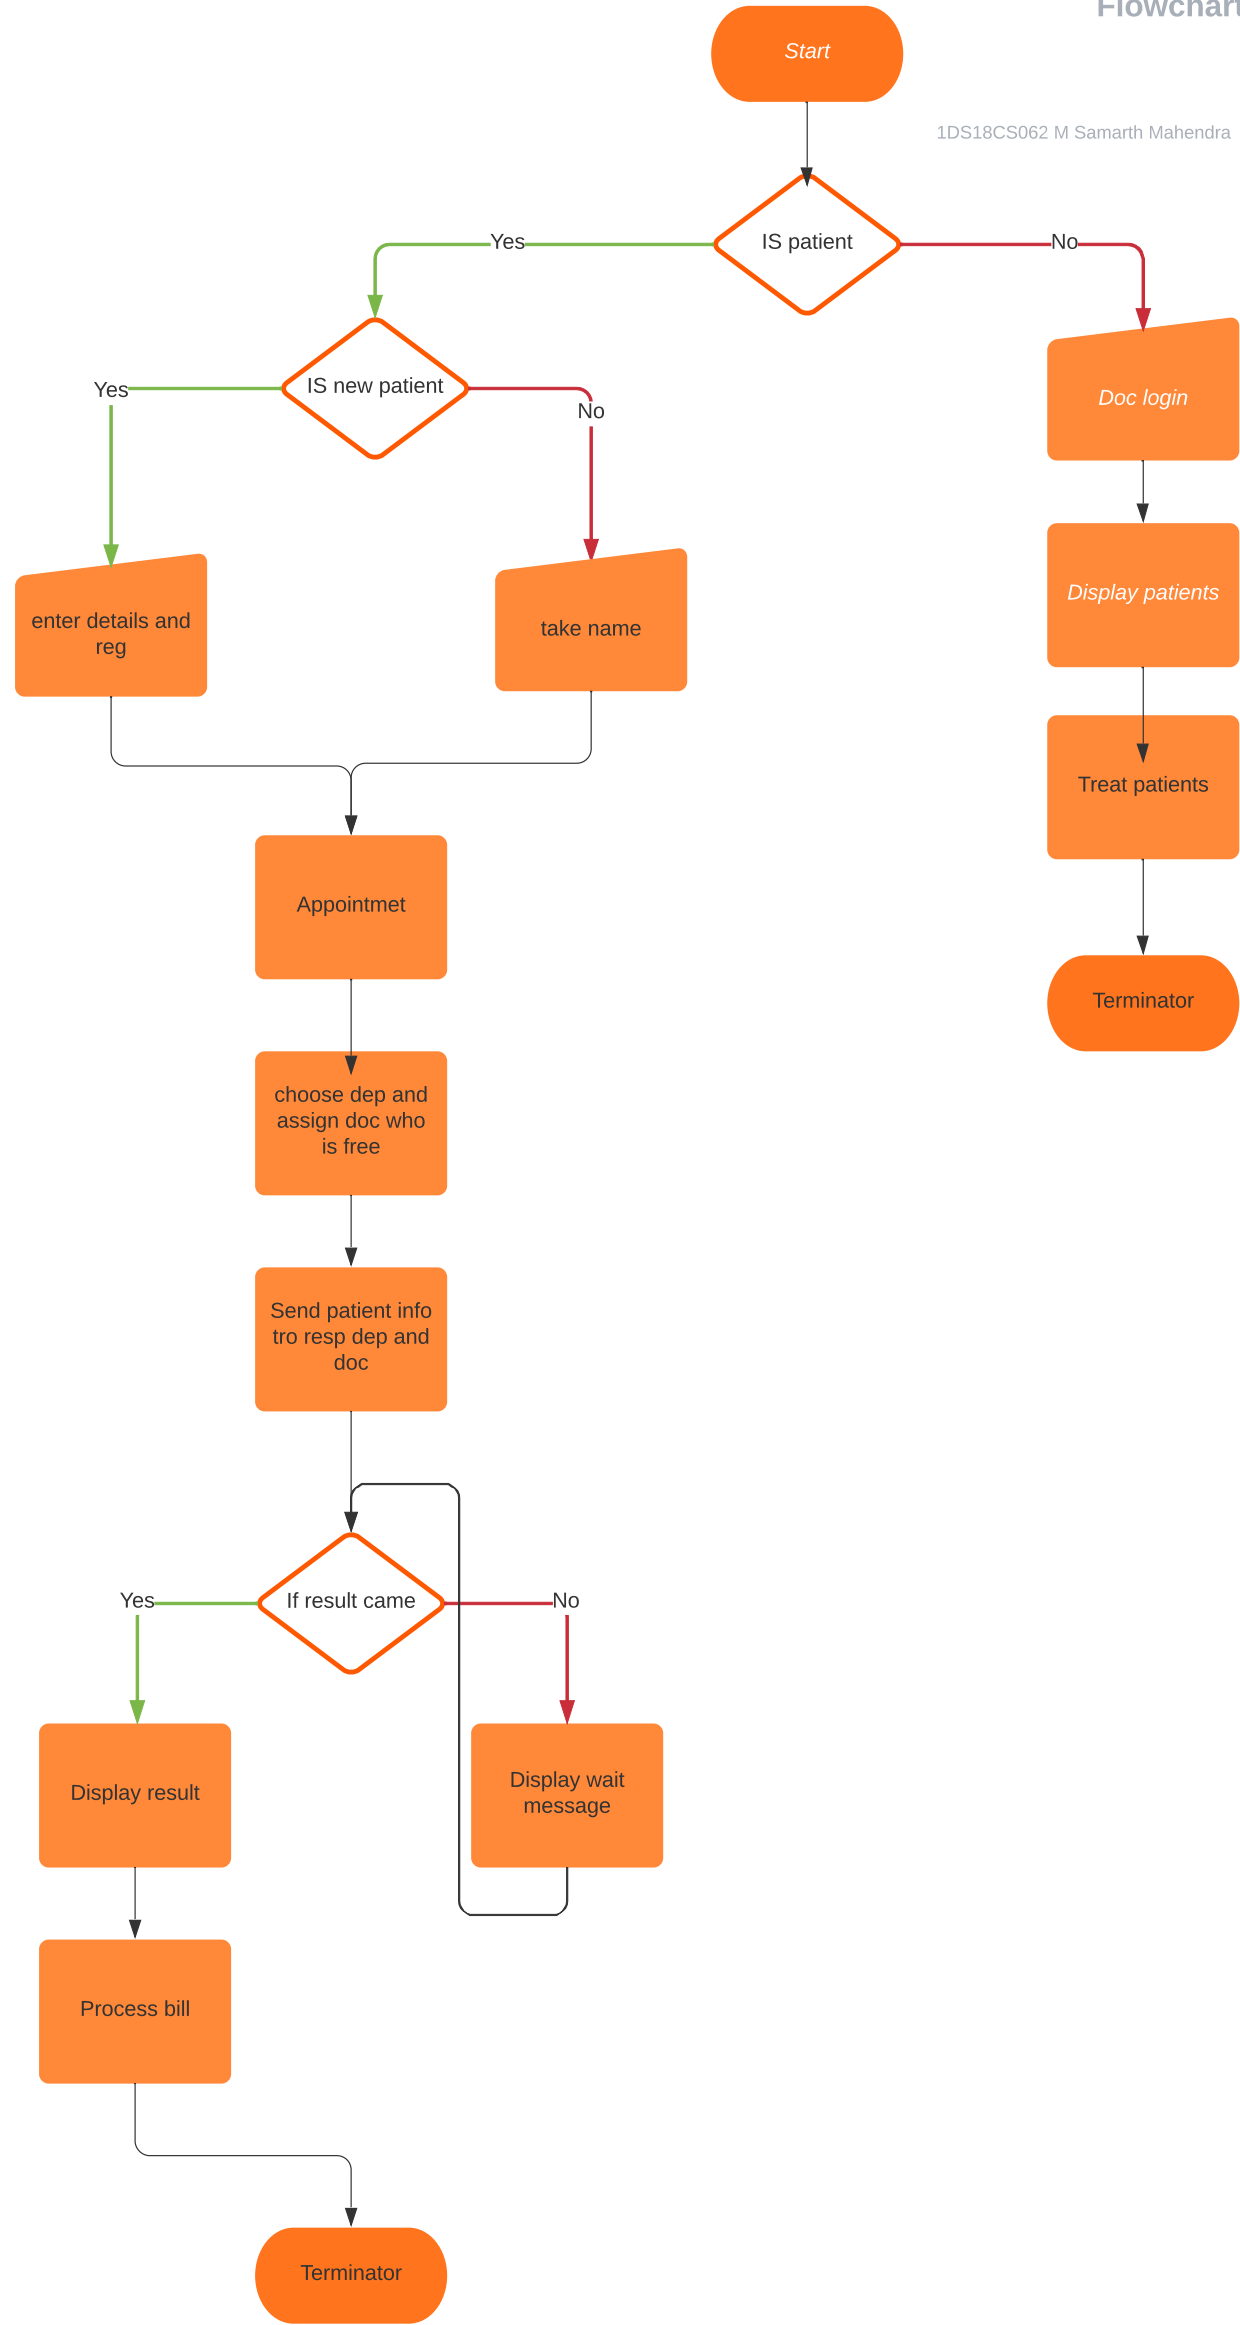 Flowchart
Start
1DS18CS062 M Samarth Mahendra
IS patient
Yes
No
IS new patient
Yes
No
Doc login
Display patients
enter details and
reg
take name
Treat patients
Appointmet
Terminator
choose dep and
assign doc who
is free
Send patient info
tro resp dep and
doc
If result came
Yes
No
Display result
Display wait
message
Process bill
Terminator